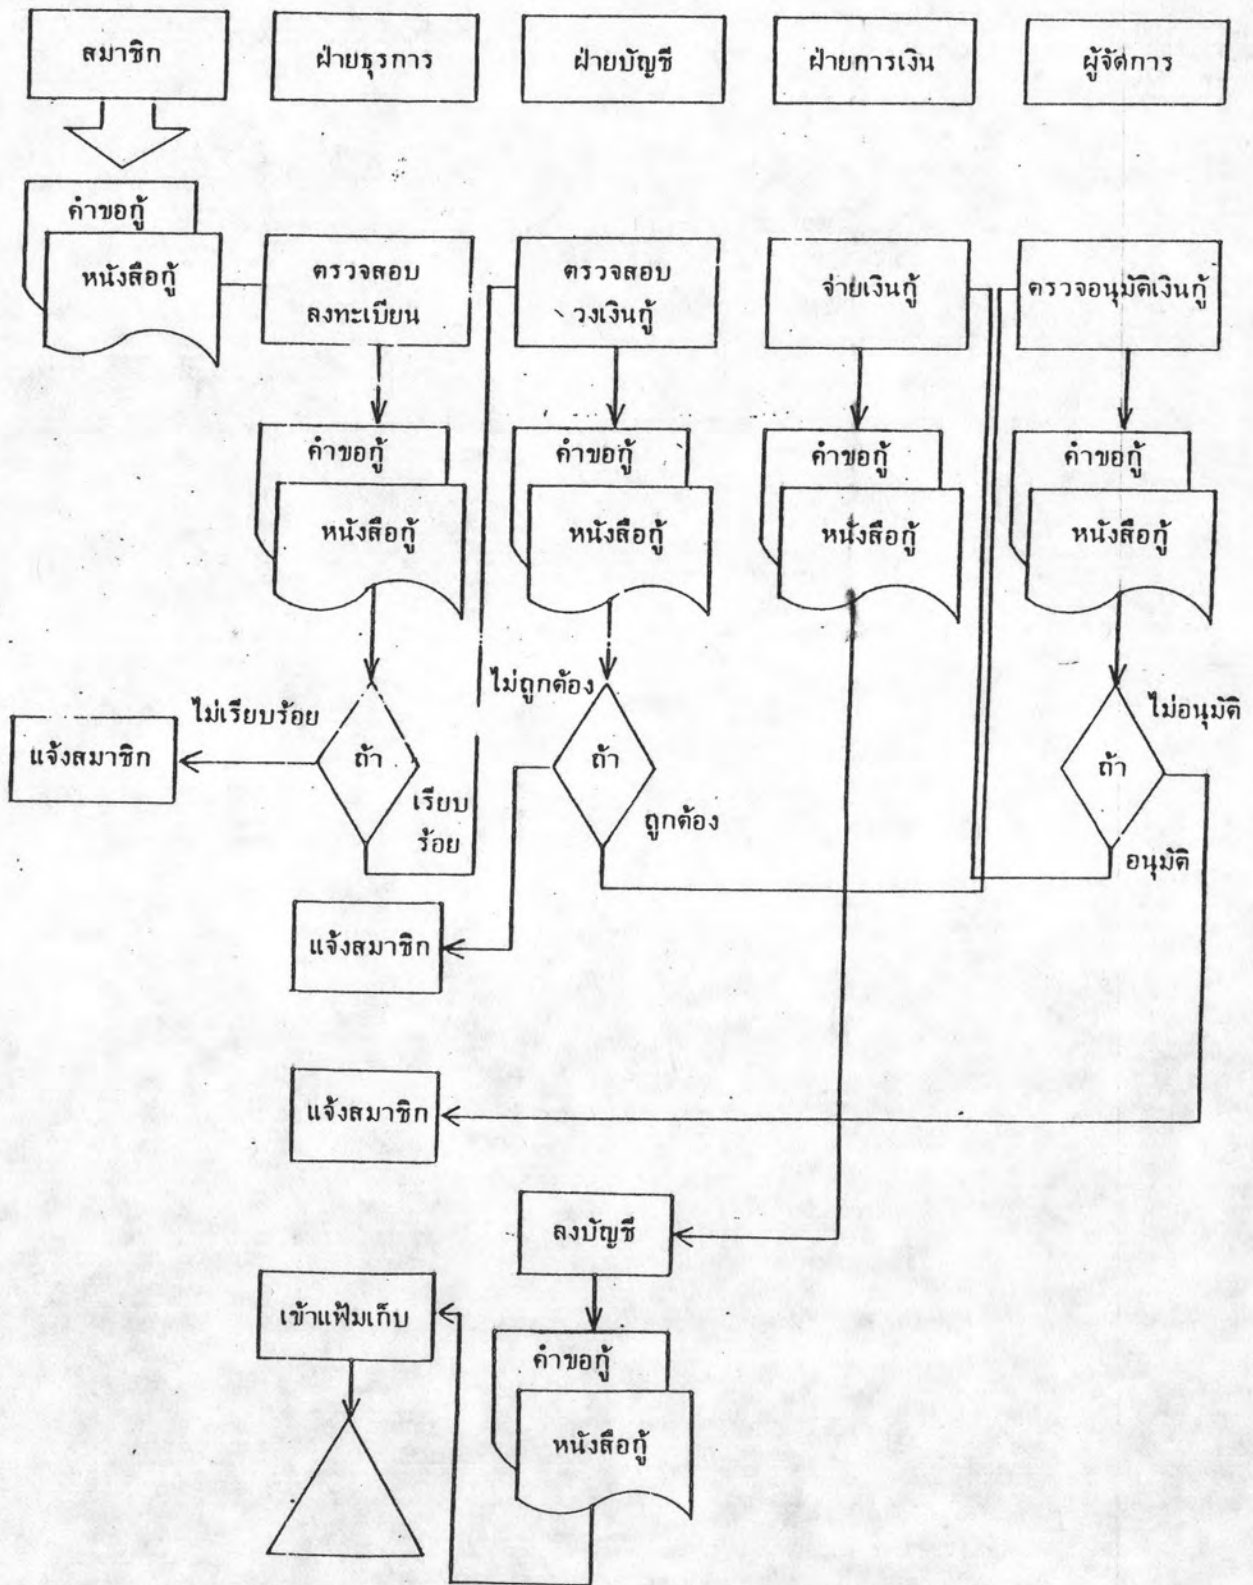 สมาชิก
ฝ่ายธุรการ
ฝ่ายบัญชี
ฝ่ายการเงิน
ผู้จัดการ
คำขอกู้
หนังสือกู้
ตรวจสอบ
ลงทะเบียน
ตรวจสอบ
วงเงินกู้
จ่ายเงินกู้
ตรวจอนุมัติเงินกู้
คำขอกู้
หนังสือกู้
คำขอกู้
หนังสือกู้
คำขอกู้
หนังสือกู้
คำขอกู้
หนังสือกู้
ไม่เรียบร้อย
แจ้งสมาชิก
ถ้า
เรียบ
ร้อย
ไม่ถูกต้อง
ถ้า
ถูกต้อง
ไม่อนุมัติ
ถ้า
อนุมัติ
แจ้งสมาชิก
แจ้งสมาชิก
ลงบัญชี
เข้าแฟ้มเก็บ
คำขอกู้
หนังสือกู้